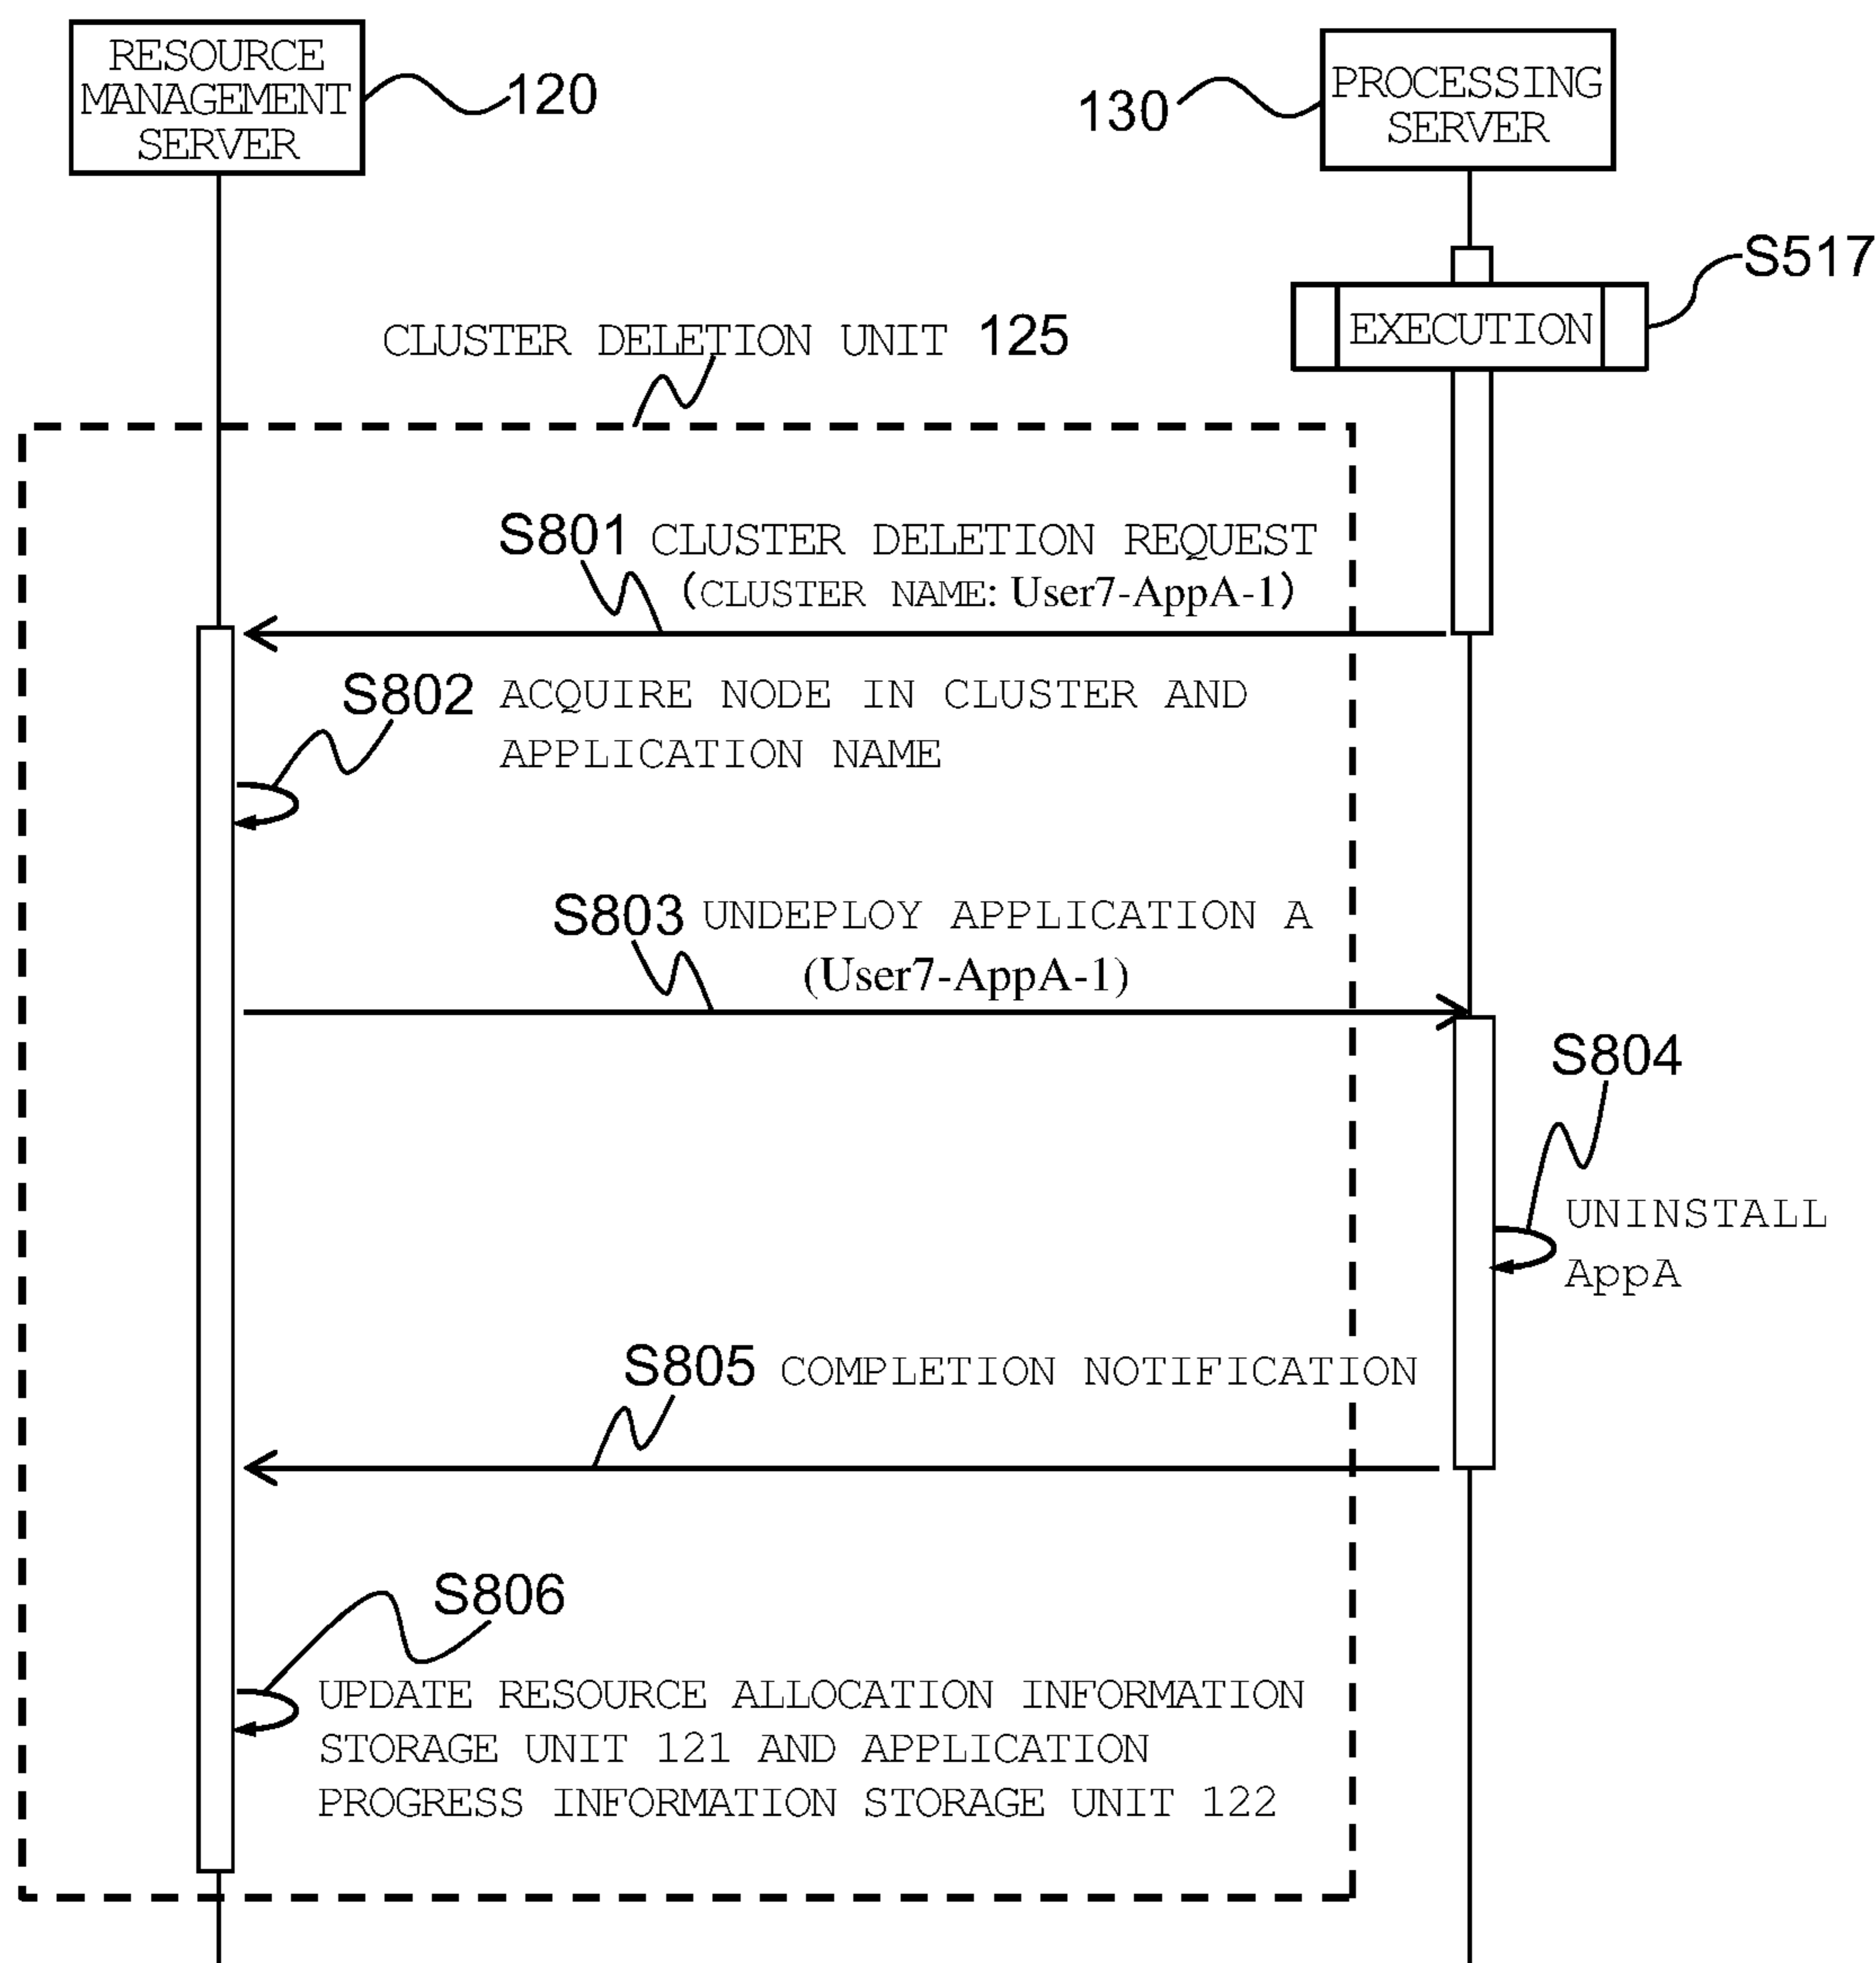 RESOURCE
MANAGEMENT
SERVER
120
130
PROCESSING
SERVER
S517
EXECUTION
CLUSTER DELETION UNIT 125
S801 CLUSTER DELETION REQUEST
(CLUSTER NAME: User7-AppA-1)
S802 ACQUIRE NODE IN CLUSTER AND
APPLICATION NAME
S803 UNDEPLOY APPLICATION A
(User7-AppA-1)
S804
UNINSTALL
AppA
S805 COMPLETION NOTIFICATION
S806
UPDATE RESOURCE ALLOCATION INFORMATION
STORAGE UNIT 121 AND APPLICATION
PROGRESS INFORMATION STORAGE UNIT 122